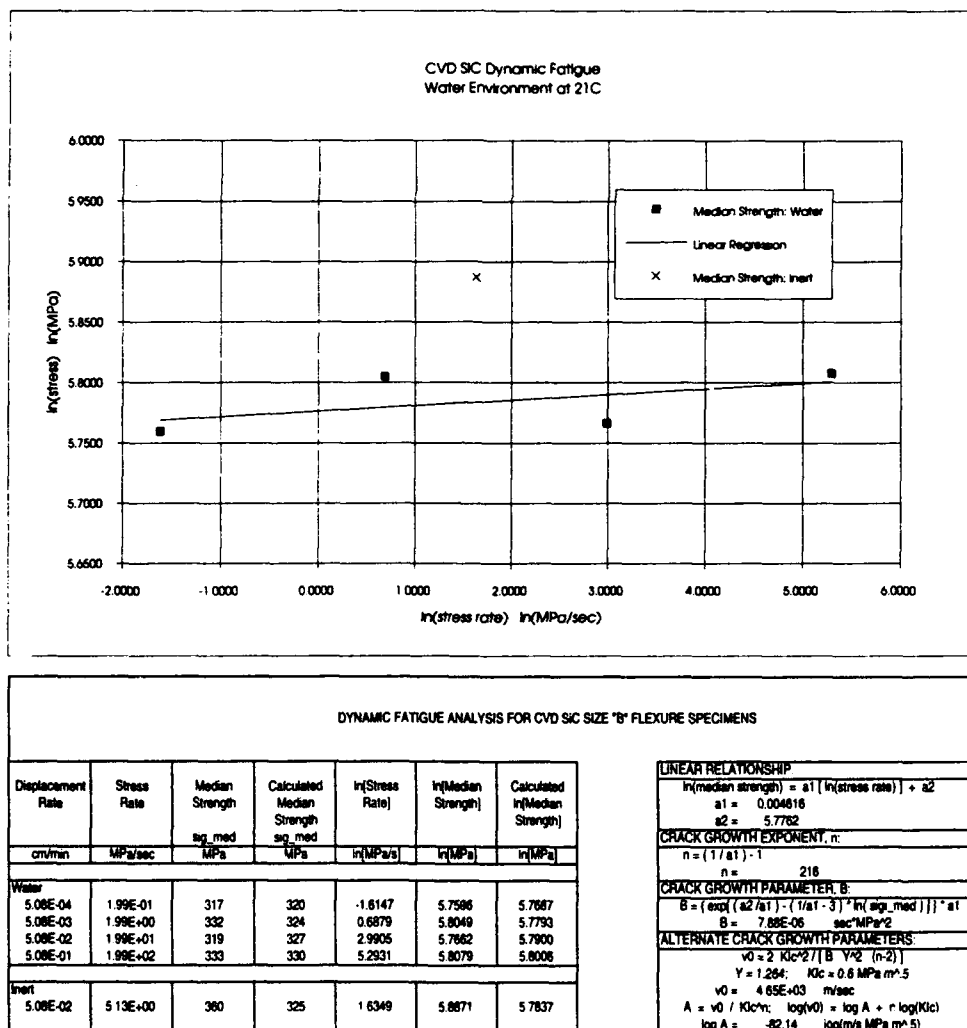 CVD SiC Dynamic Fatigue
Water Environment at 21C
6.0000
5.9500
5.9000
5.8500
5.8000
5.7500
5.7000
5.6500
ln(stress) ln(MPa)
-2.0000 -1.0000 0.0000 1.0000 2.0000 3.0000 4.0000 5.0000 6.0000
ln(stress rate) ln(MPa/sec)
Median Strength: Water
Linear Regression
Median Strength: Inert
DYNAMIC FATIGUE ANALYSIS FOR CVD SiC SIZE "B" FLEXURE SPECIMENS
Displacement Rate Stress Rate Median Strength sig_med Calculated Median Strength sig_med ln[Stress Rate] ln[Median Strength] Calculated ln[Median Strength]
cm/min MPa/sec MPa MPa ln[MPa/s] ln[MPa] ln[MPa]
Water
5.08E-04 1.99E-01 317 320 -1.6147 5.7596 5.7687
5.08E-03 1.99E+00 332 324 0.6879 5.8049 5.7793
5.08E-02 1.99E+01 319 327 2.9905 5.7662 5.7900
5.08E-01 1.99E+02 333 330 5.2931 5.8079 5.8006
Inert
5.08E-02 5.13E+00 360 325 1.6349 5.8871 5.7837
LINEAR RELATIONSHIP
ln(median strength) = a1 [ ln(stress rate) ] + a2
a1 = 0.004616
a2 = 5.7762
CRACK GROWTH EXPONENT, n:
n = ( 1 / a1 ) - 1
n = 216
CRACK GROWTH PARAMETER, B:
B = { exp[ ( a2 /a1 ) - ( 1/a1 - 3 ) * ln( sigi_med ) ] } * a1
B = 7.88E-06 sec*MPa^2
ALTERNATE CRACK GROWTH PARAMETERS:
v0 = 2 KIc^2 / [ B Y^2 (n-2) ]
Y = 1.264; KIc = 0.6 MPa m^.5
v0 = 4.65E+03 m/sec
A = v0 / KIc^n; log(v0) = log A + n log(KIc)
log A = -82.14 log(m/s MPa m^.5)